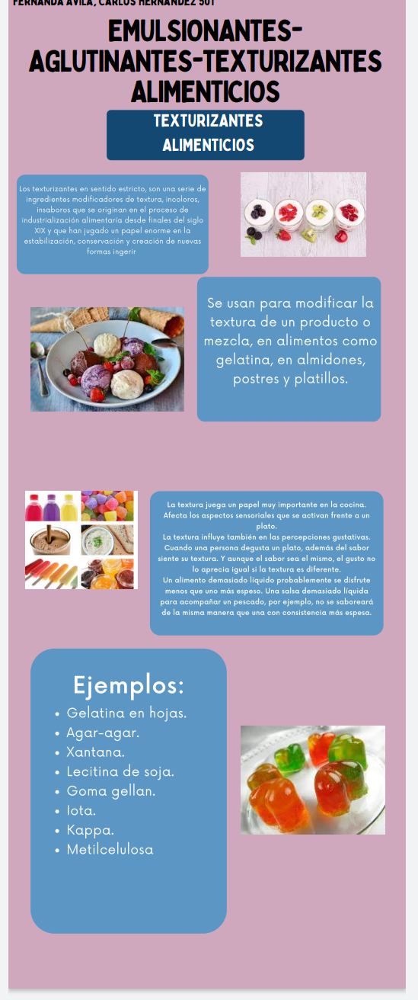 FERNANDA AVILA, CARLOS HERNANDEZ 501
EMULSIONANTES-
AGLUTINANTES-TEXTURIZANTES
ALIMENTICIOS
TEXTURIZANTES
ALIMENTICIOS
Los texturizantes en sentido estricto, son una serie de
ingredientes modificadores de textura, incoloros,
insaboros que se originan en el proceso de
industrialización alimentaría desde finales del siglo
XIX y que han jugado un papel enorme en la
estabilización, conservación y creación de nuevas
formas ingerir
Se usan para modificar la
textura de un producto o
mezcla, en alimentos como
gelatina, en almidones,
postres y platillos.
La textura juega un papel muy importante en la cocina.
Afecta los aspectos sensoriales que se activan frente a un
plato.
La textura influye también en las percepciones gustativas.
Cuando una persona degusta un plato, además del sabor
siente su textura. Y aunque el sabor sea el mismo, el gusto no
lo aprecia igual si la textura es diferente.
Un alimento demasiado líquido probablemente se disfrute
menos que uno más espeso. Una salsa demasiado líquida
para acompañar un pescado, por ejemplo, no se saboreará
de la misma manera que una con consistencia más espesa.
Ejemplos:
• Gelatina en hojas.
• Agar-agar.
• Xantana.
• Lecitina de soja.
• Goma gellan.
• Iota.
• Kappa.
• Metilcelulosa